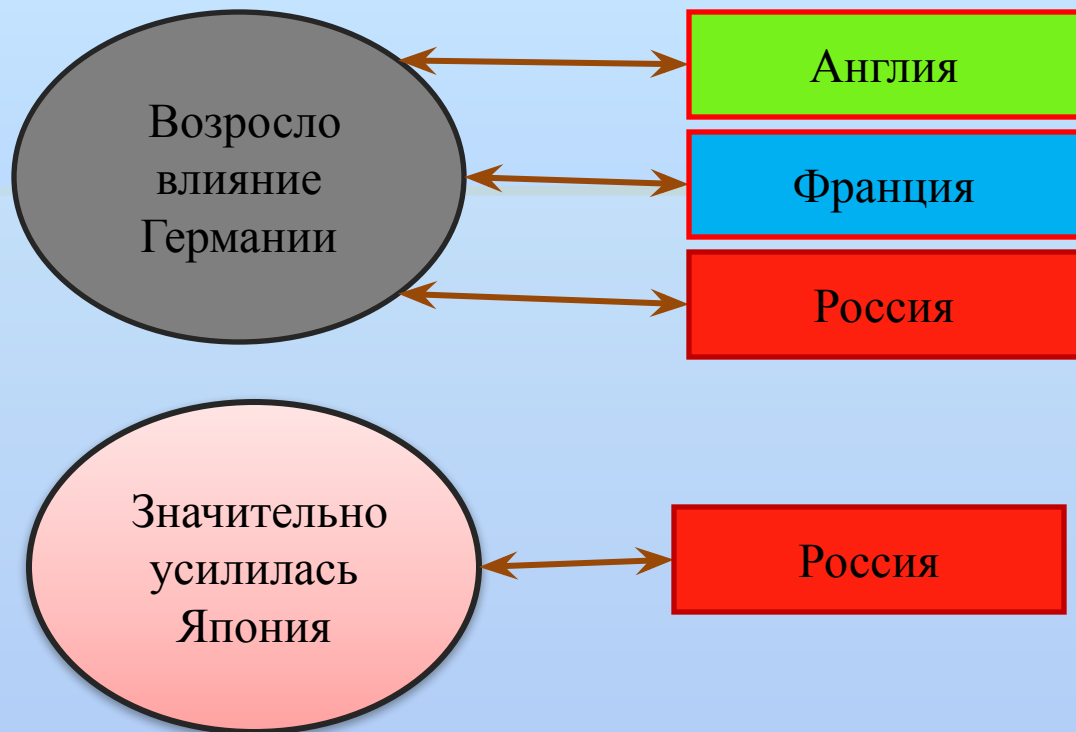 Возросло
влияние
Германии
Англия
Франция
Россия
Значительно
усилилась
Япония
Россия